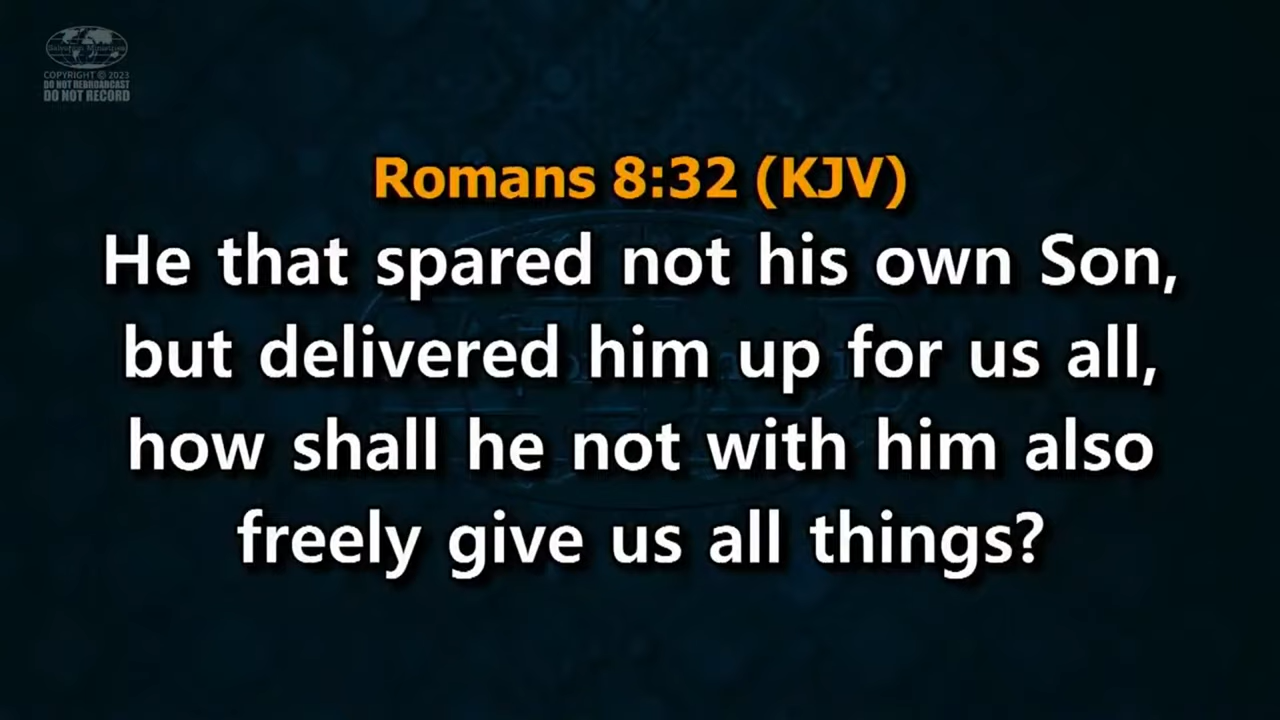 Salvation Ministries
COPYRIGHT © 2023
DO NOT REBROADCAST
DO NOT RECORD
Romans 8:32 (KJV)
He that spared not his own Son,
but delivered him up for us all,
how shall he not with him also
freely give us all things?